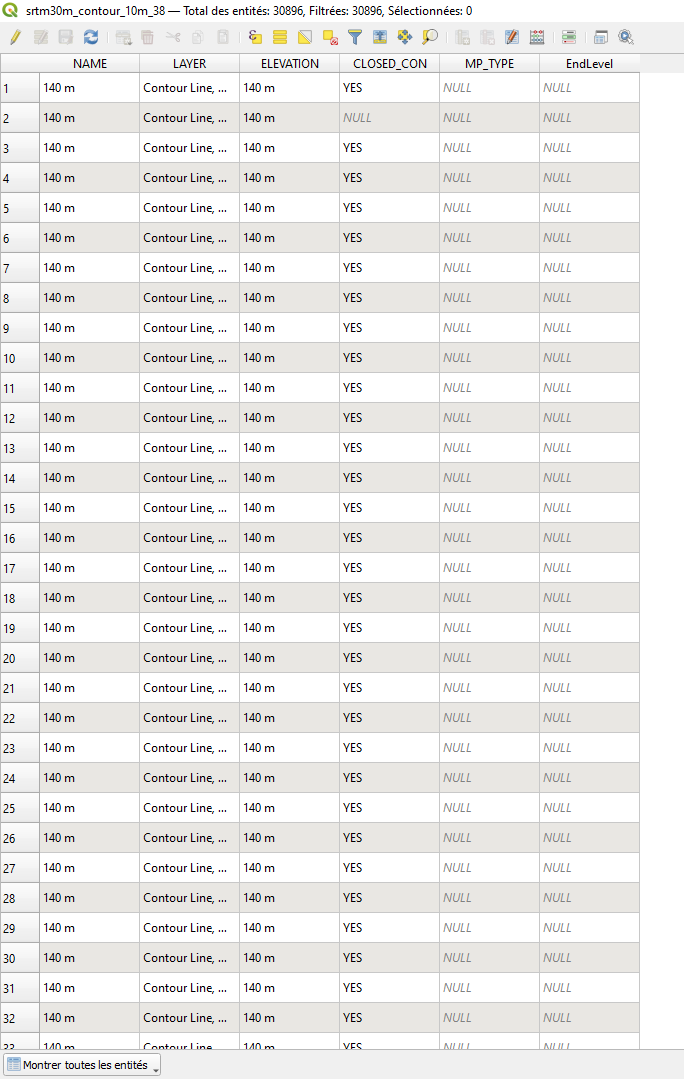 srtm30m_contour_10m_38 — Total des entités: 30896, Filtrées: 30896, Sélectionnées: 0
NAME LAYER ELEVATION CLOSED_CON MP_TYPE EndLevel
1 140 m Contour Line, ... 140 m YES NULL NULL
2 140 m Contour Line, ... 140 m NULL NULL NULL
3 140 m Contour Line, ... 140 m YES NULL NULL
4 140 m Contour Line, ... 140 m YES NULL NULL
5 140 m Contour Line, ... 140 m YES NULL NULL
6 140 m Contour Line, ... 140 m YES NULL NULL
7 140 m Contour Line, ... 140 m YES NULL NULL
8 140 m Contour Line, ... 140 m YES NULL NULL
9 140 m Contour Line, ... 140 m YES NULL NULL
10 140 m Contour Line, ... 140 m YES NULL NULL
11 140 m Contour Line, ... 140 m YES NULL NULL
12 140 m Contour Line, ... 140 m YES NULL NULL
13 140 m Contour Line, ... 140 m YES NULL NULL
14 140 m Contour Line, ... 140 m YES NULL NULL
15 140 m Contour Line, ... 140 m YES NULL NULL
16 140 m Contour Line, ... 140 m YES NULL NULL
17 140 m Contour Line, ... 140 m YES NULL NULL
18 140 m Contour Line, ... 140 m YES NULL NULL
19 140 m Contour Line, ... 140 m YES NULL NULL
20 140 m Contour Line, ... 140 m YES NULL NULL
21 140 m Contour Line, ... 140 m YES NULL NULL
22 140 m Contour Line, ... 140 m YES NULL NULL
23 140 m Contour Line, ... 140 m YES NULL NULL
24 140 m Contour Line, ... 140 m YES NULL NULL
25 140 m Contour Line, ... 140 m YES NULL NULL
26 140 m Contour Line, ... 140 m YES NULL NULL
27 140 m Contour Line, ... 140 m YES NULL NULL
28 140 m Contour Line, ... 140 m YES NULL NULL
29 140 m Contour Line, ... 140 m YES NULL NULL
30 140 m Contour Line, ... 140 m YES NULL NULL
31 140 m Contour Line, ... 140 m YES NULL NULL
32 140 m Contour Line, ... 140 m YES NULL NULL
33 140 m Contour Line, ... 140 m YES NULL NULL
Montrer toutes les entités